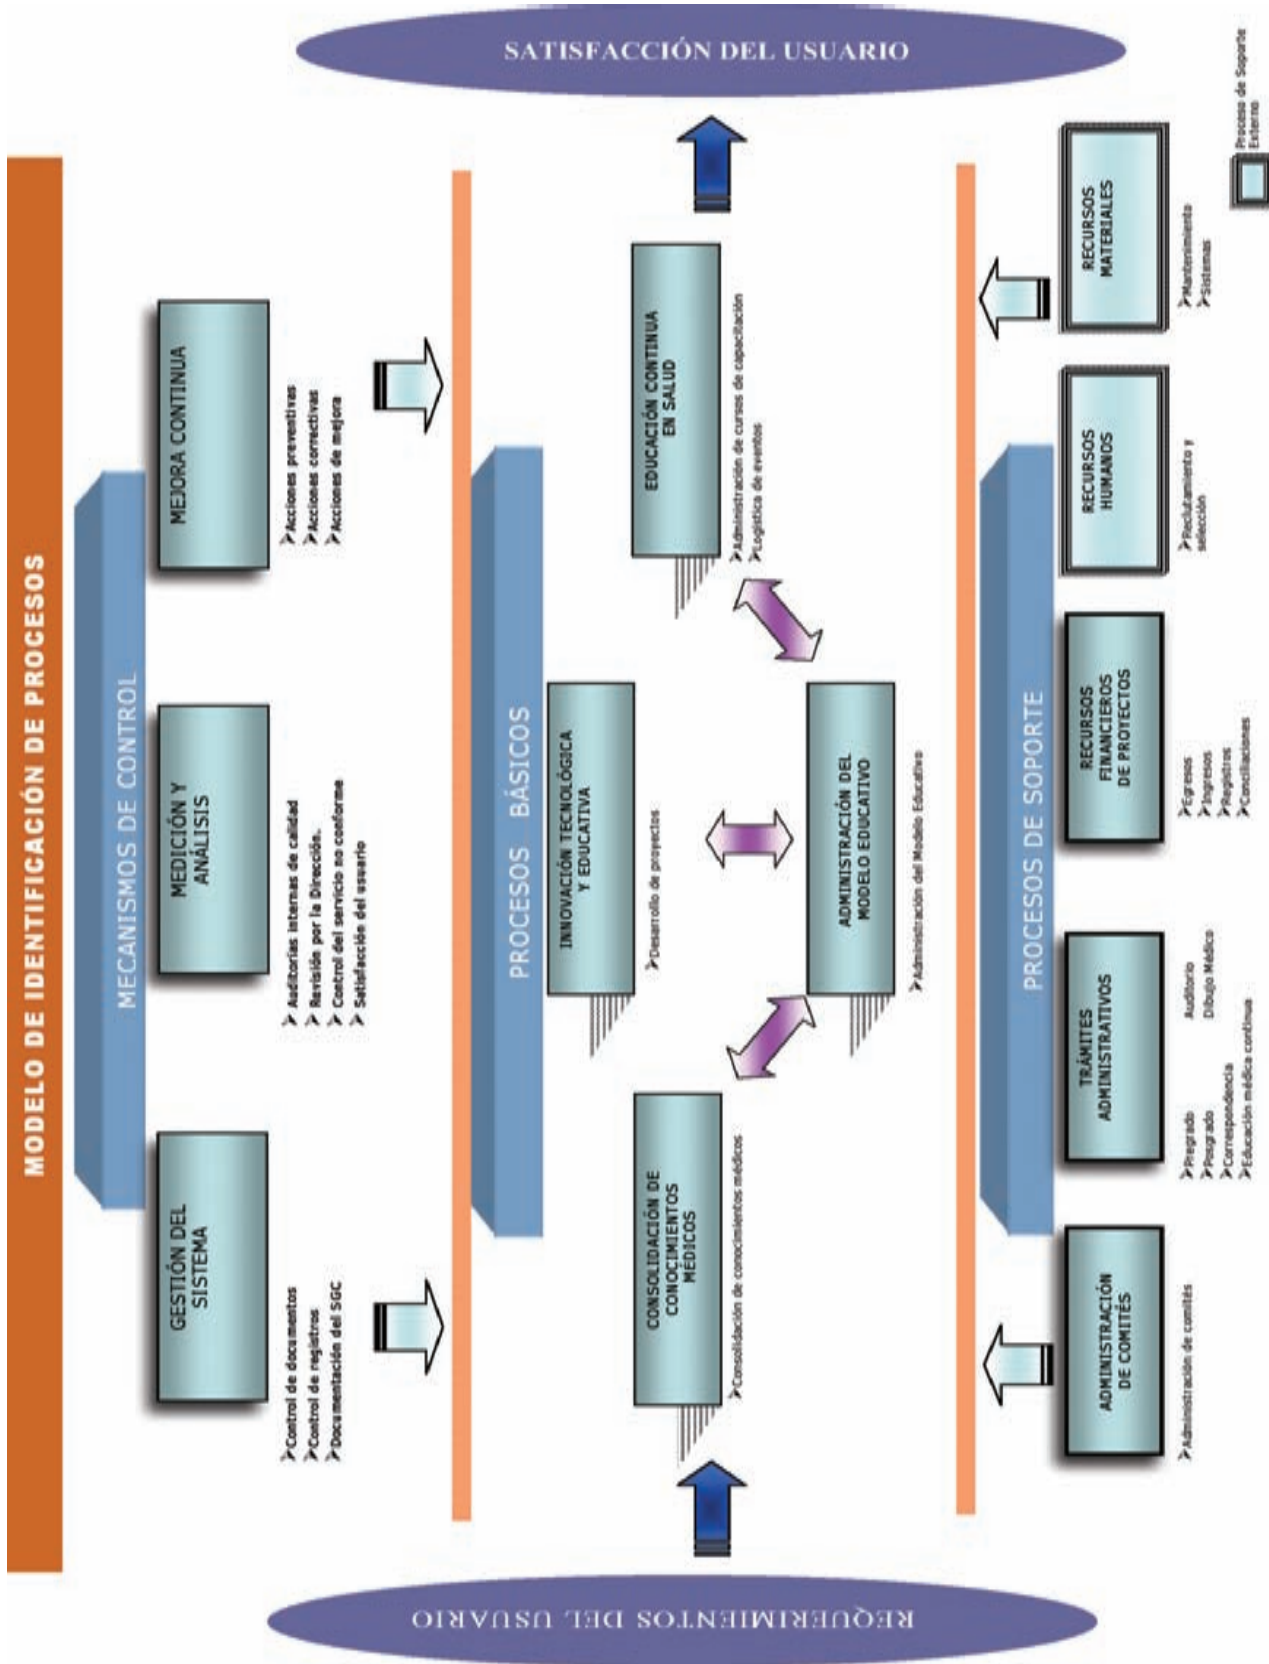 MODELO DE IDENTIFICACIÓN DE PROCESOS
MECANISMOS DE CONTROL
GESTIÓN DEL
SISTEMA
➢Control de documentos
➢Control de registros
➢Documentación del SGC
MEDICIÓN Y
ANÁLISIS
➢ Auditorias internas de calidad
➢ Revisión por la Dirección.
➢ Control del servicio no conforme
➢ Satisfacción del usuario
MEJORA CONTINUA
➢Acciones preventivas
➢Acciones correctivas
➢Acciones de mejora
REQUERIMIENTOS DEL USUARIO
PROCESOS BÁSICOS
CONSOLIDACIÓN DE
CONOCIMIENTOS
MÉDICOS
➢Consolidación de conocimientos médicos
INNOVACIÓN TECNOLÓGICA
Y EDUCATIVA
➢Desarrollo de proyectos
ADMINISTRACIÓN DEL
MODELO EDUCATIVO
➢Administración del Modelo Educativo
EDUCACIÓN CONTINUA
EN SALUD
➢Administración de cursos de capacitación
➢Logística de eventos
SATISFACCIÓN DEL USUARIO
PROCESOS DE SOPORTE
ADMINISTRACIÓN
DE COMITÉS
➢Administración de comités
TRÁMITES
ADMINISTRATIVOS
➢Pregrado Auditorio
➢Posgrado Dibujo Médico
➢Correspondencia
➢Educación médica continua
RECURSOS
FINANCIEROS
DE PROYECTOS
➢Egresos
➢Ingresos
➢Registros
➢Conciliaciones
RECURSOS
HUMANOS
➢Reclutamiento y
selección
RECURSOS
MATERIALES
➢Mantenimiento
➢Sistemas
Proceso de Soporte
Externo